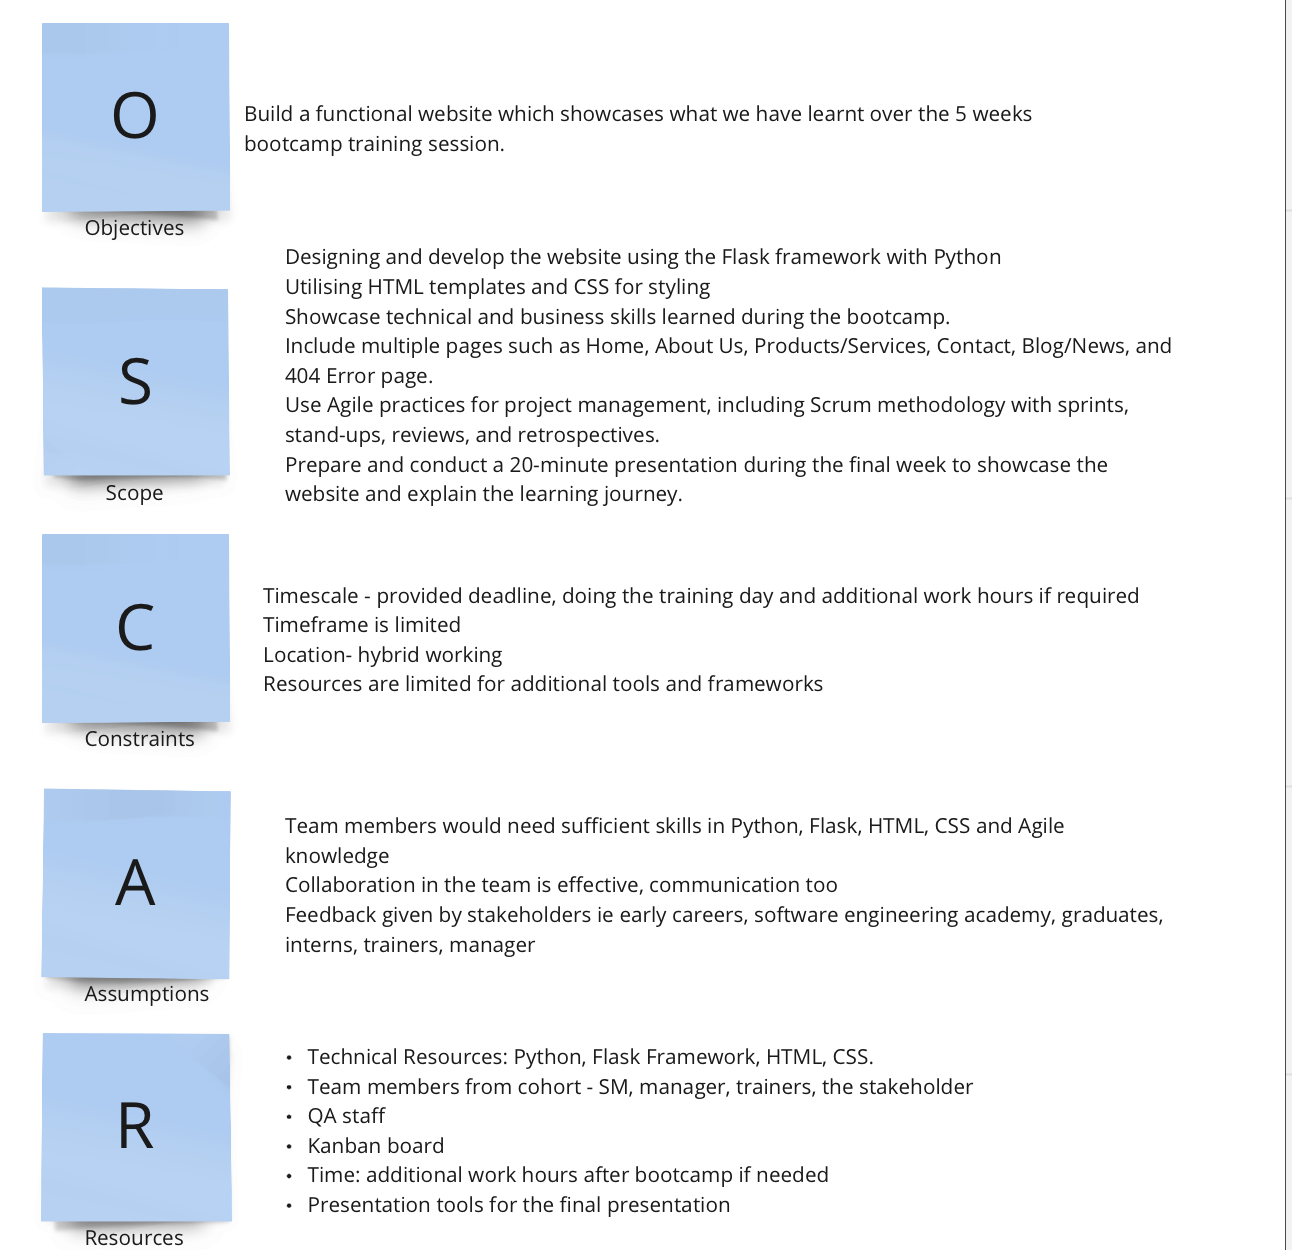 O
Build a functional website which showcases what we have learnt over the 5 weeks
bootcamp training session.
Objectives
Designing and develop the website using the Flask framework with Python
Utilising HTML templates and CSS for styling
Showcase technical and business skills learned during the bootcamp.
Include multiple pages such as Home, About Us, Products/Services, Contact, Blog/News, and
404 Error page.
Use Agile practices for project management, including Scrum methodology with sprints,
stand-ups, reviews, and retrospectives.
Prepare and conduct a 20-minute presentation during the final week to showcase the
website and explain the learning journey.
S
Scope
C
Timescale - provided deadline, doing the training day and additional work hours if required
Timeframe is limited
Location- hybrid working
Resources are limited for additional tools and frameworks
Constraints
A
Team members would need sufficient skills in Python, Flask, HTML, CSS and Agile
knowledge
Collaboration in the team is effective, communication too
Feedback given by stakeholders ie early careers, software engineering academy, graduates,
interns, trainers, manager
Assumptions
R
• Technical Resources: Python, Flask Framework, HTML, CSS.
• Team members from cohort - SM, manager, trainers, the stakeholder
• QA staff
• Kanban board
• Time: additional work hours after bootcamp if needed
• Presentation tools for the final presentation
Resources